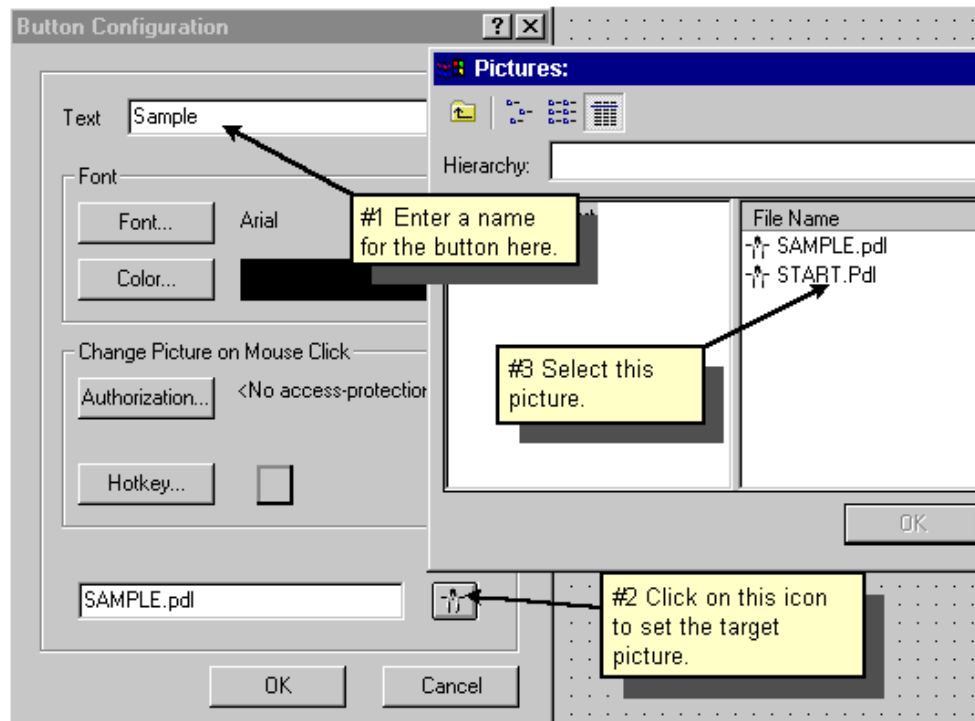 Button Configuration
Pictures:
Text Sample
Hierarchy:
Font
Font... Arial
#1 Enter a name
for the button here.
File Name
SAMPLE.pdl
START.Pdl
Color...
Change Picture on Mouse Click
Authorization... <No access-protection
#3 Select this
picture.
Hotkey...
OK
SAMPLE.pdl
#2 Click on this icon
to set the target
picture.
OK Cancel